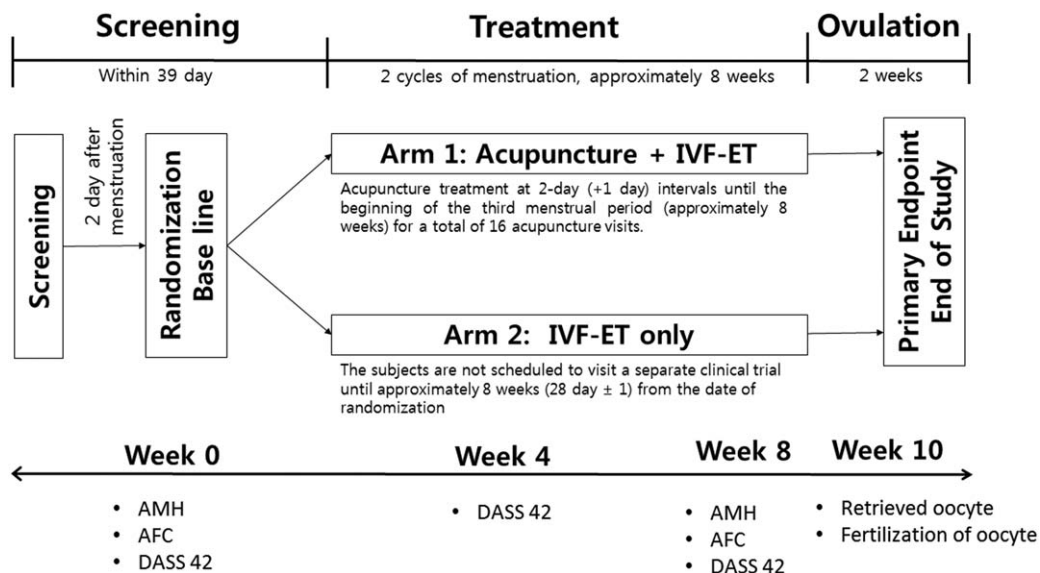 Screening
Treatment
Ovulation
Within 39 day
2 cycles of menstruation, approximately 8 weeks
2 weeks
Screening
2 day after
menstruation
Randomization
Base line
Arm 1: Acupuncture + IVF-ET
Acupuncture treatment at 2-day (+1 day) intervals until the
beginning of the third menstrual period (approximately 8
weeks) for a total of 16 acupuncture visits.
Arm 2: IVF-ET only
The subjects are not scheduled to visit a separate clinical trial
until approximately 8 weeks (28 day ± 1) from the date of
randomization
Primary Endpoint
End of Study
Week 0
Week 4
Week 8
Week 10
• AMH
• AFC
• DASS 42
• DASS 42
• AMH
• AFC
• DASS 42
• Retrieved oocyte
• Fertilization of oocyte